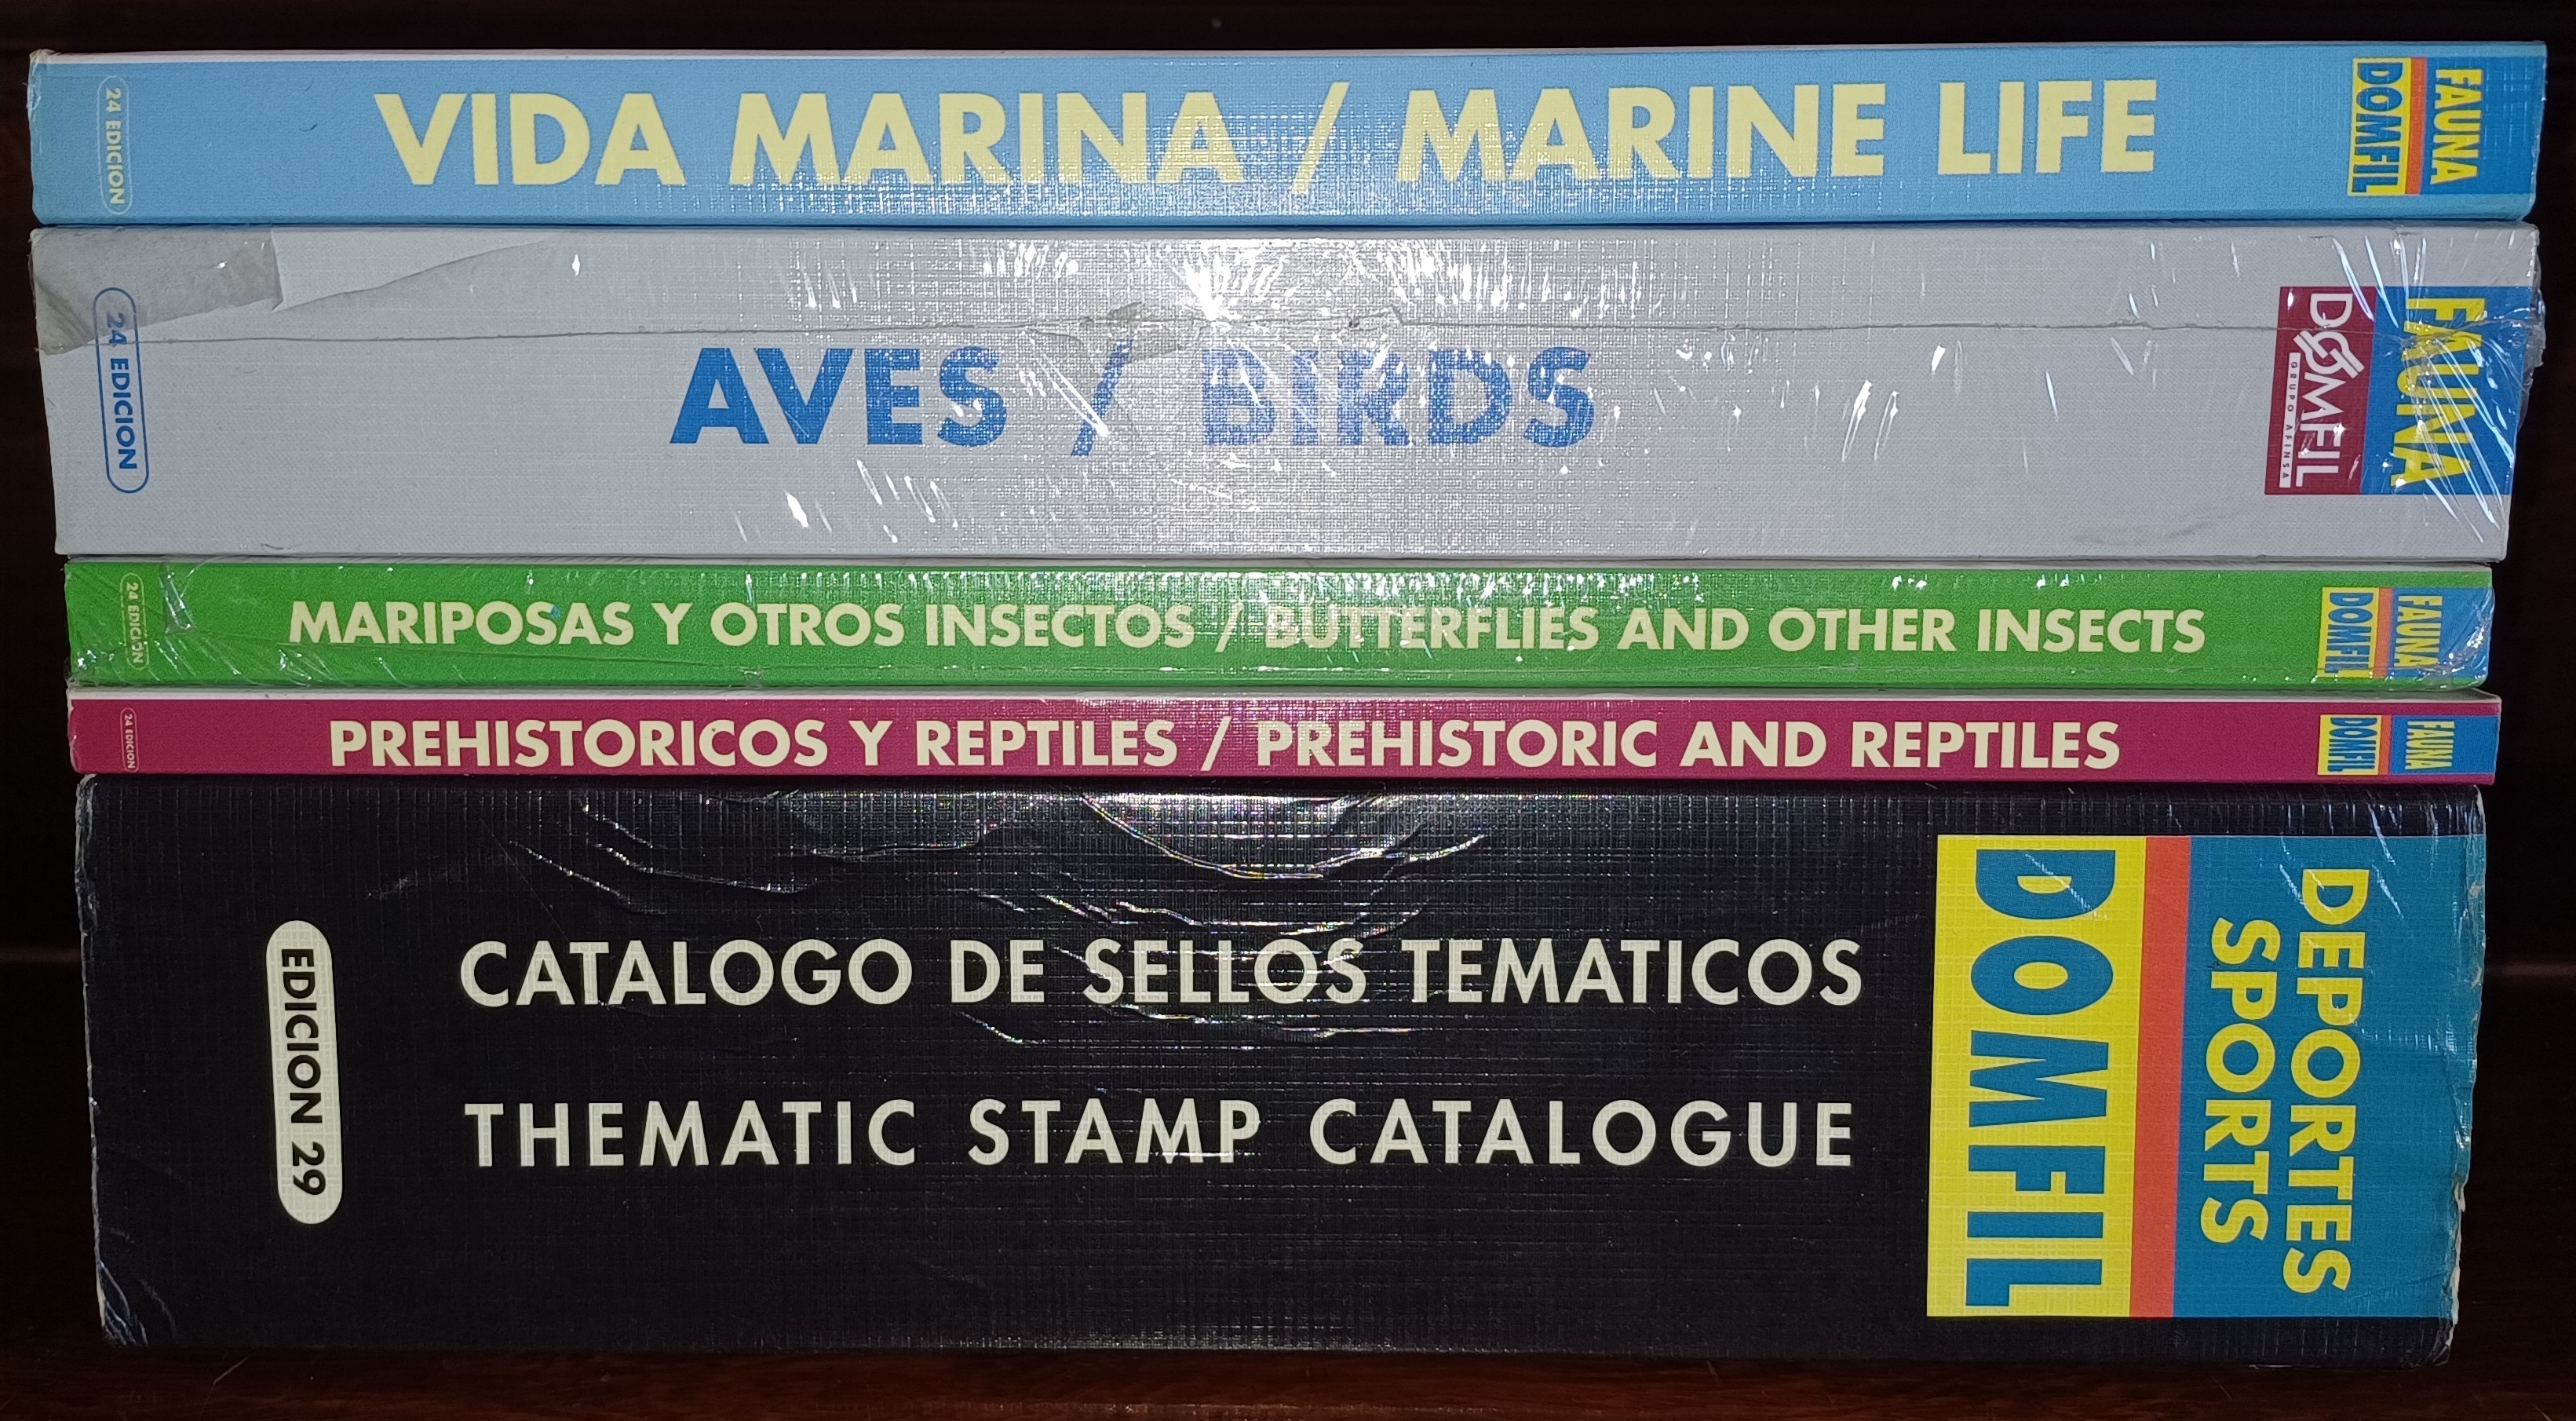 24 EDICION
VIDA MARINA / MARINE LIFE
FAUNA
DOMFIL
24 EDICION
AVES / BIRDS
FAUNA
DOMFIL
GRUPO AFINSA
24 EDICION
MARIPOSAS Y OTROS INSECTOS / BUTTERFLIES AND OTHER INSECTS
FAUNA
DOMFIL
24 EDICION
PREHISTORICOS Y REPTILES / PREHISTORIC AND REPTILES
FAUNA
DOMFIL
EDICION 29
CATALOGO DE SELLOS TEMATICOS
THEMATIC STAMP CATALOGUE
DEPORTES
SPORTS
DOMFIL